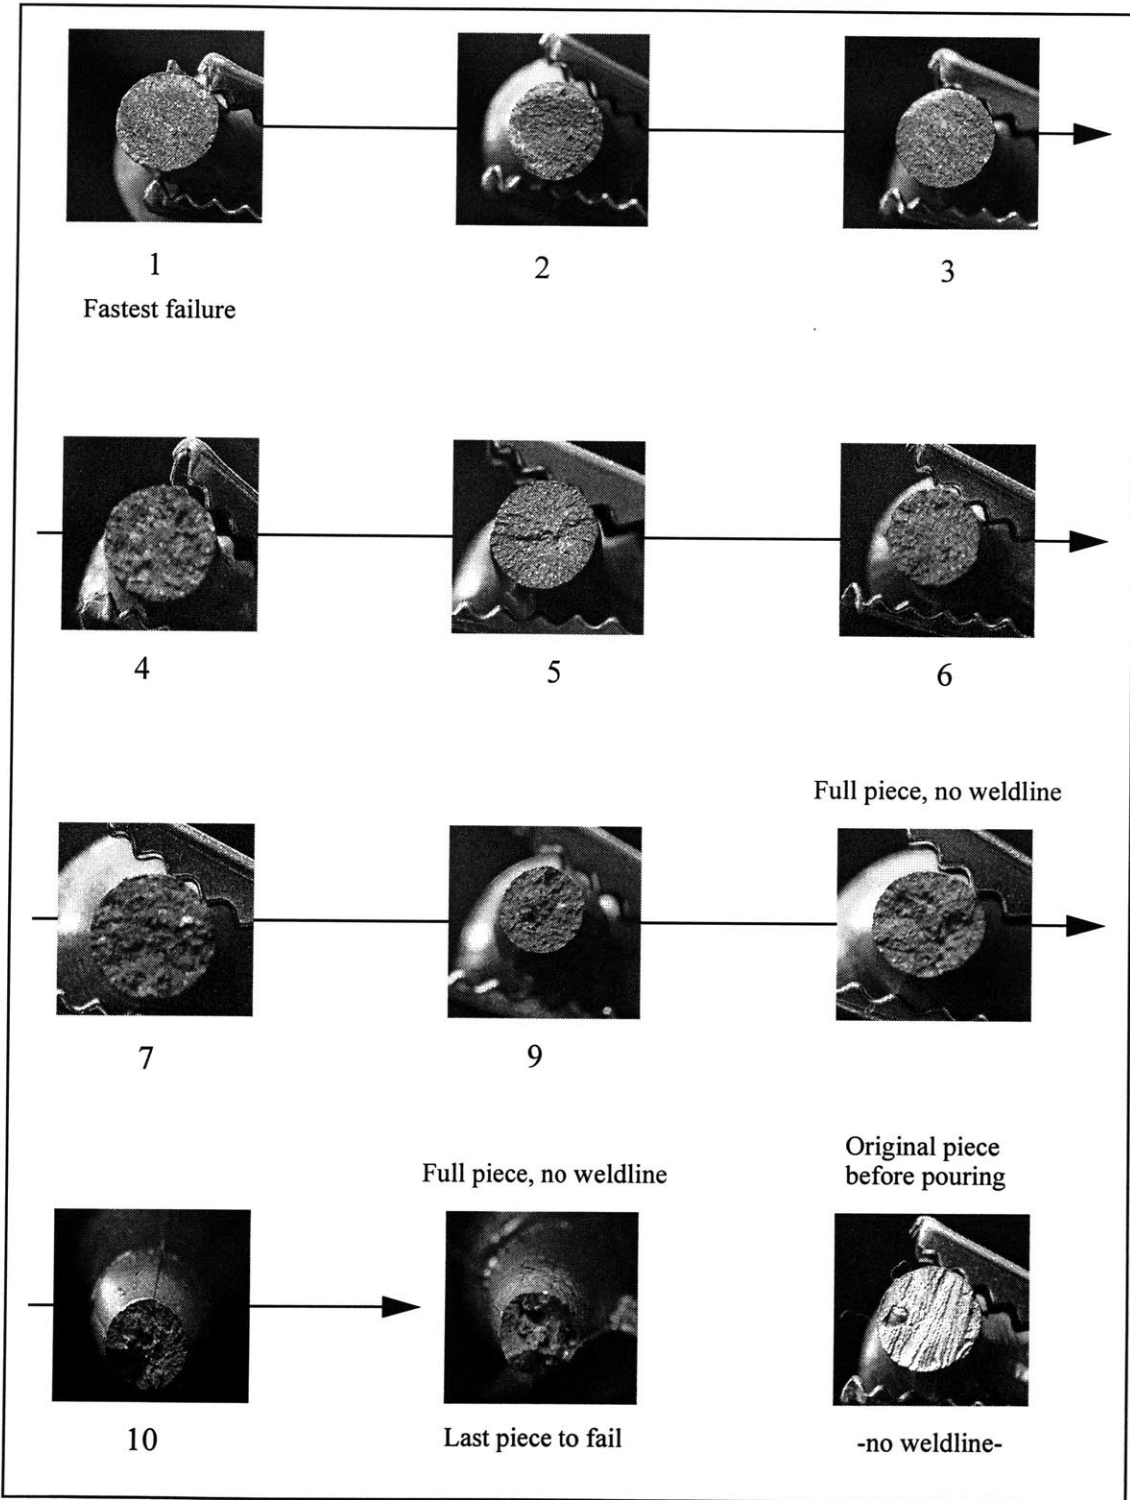 1
2
3
Fastest failure
4
5
6
Full piece, no weldline
7
9
Original piece
before pouring
Full piece, no weldline
10
Last piece to fail
-no weldline-